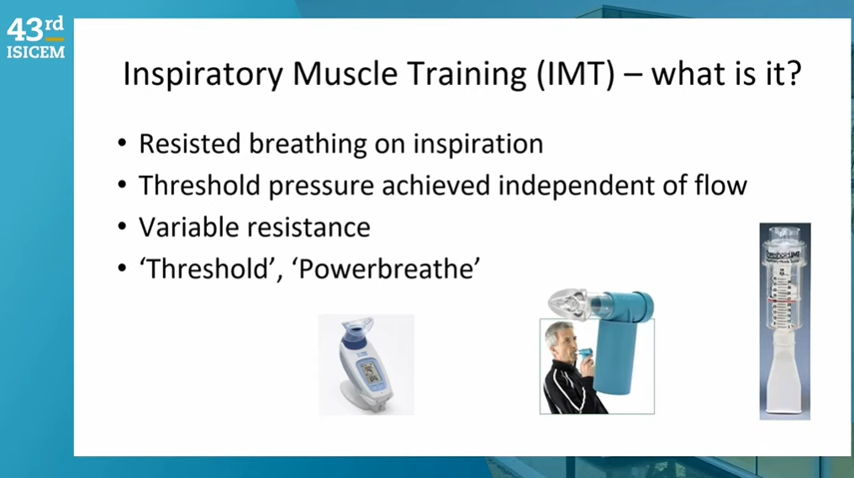 43rd
ISICEM
Inspiratory Muscle Training (IMT) – what is it?
• Resisted breathing on inspiration
• Threshold pressure achieved independent of flow
• Variable resistance
• ‘Threshold’, ‘Powerbreathe’